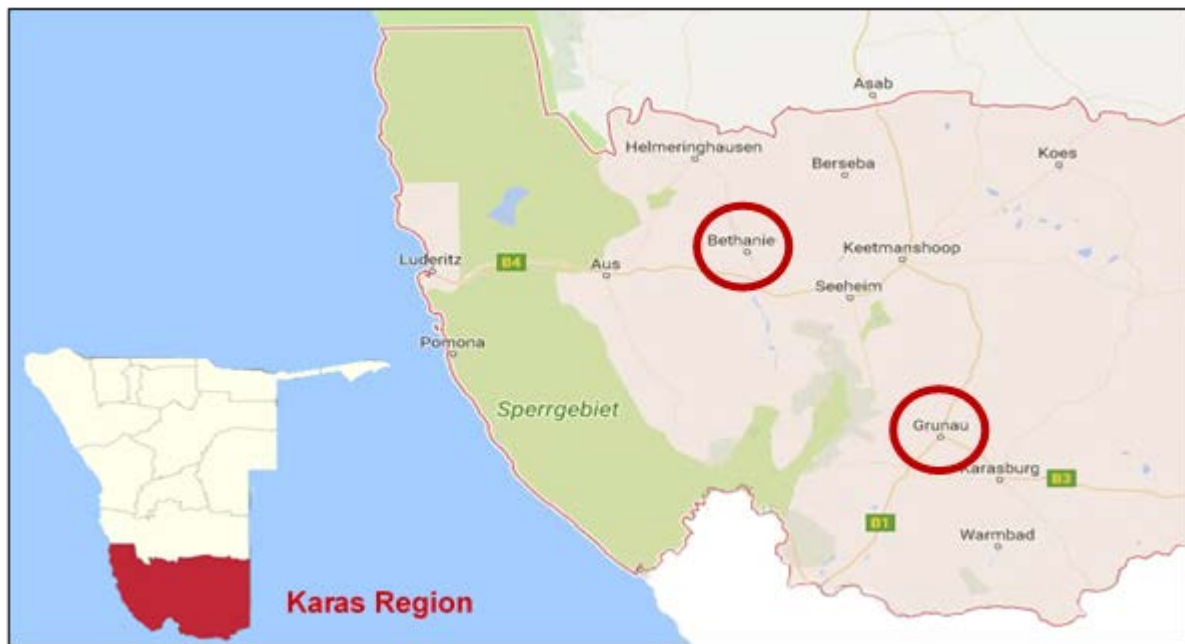 Asab
Helmeringhausen
Berseba
Koes
Bethanie
Keetmanshoop
Luderitz
B4
Aus
Seeheim
Pomona
Sperrgebiet
Grunau
Karasburg
B3
B1
Warmbad
Karas Region